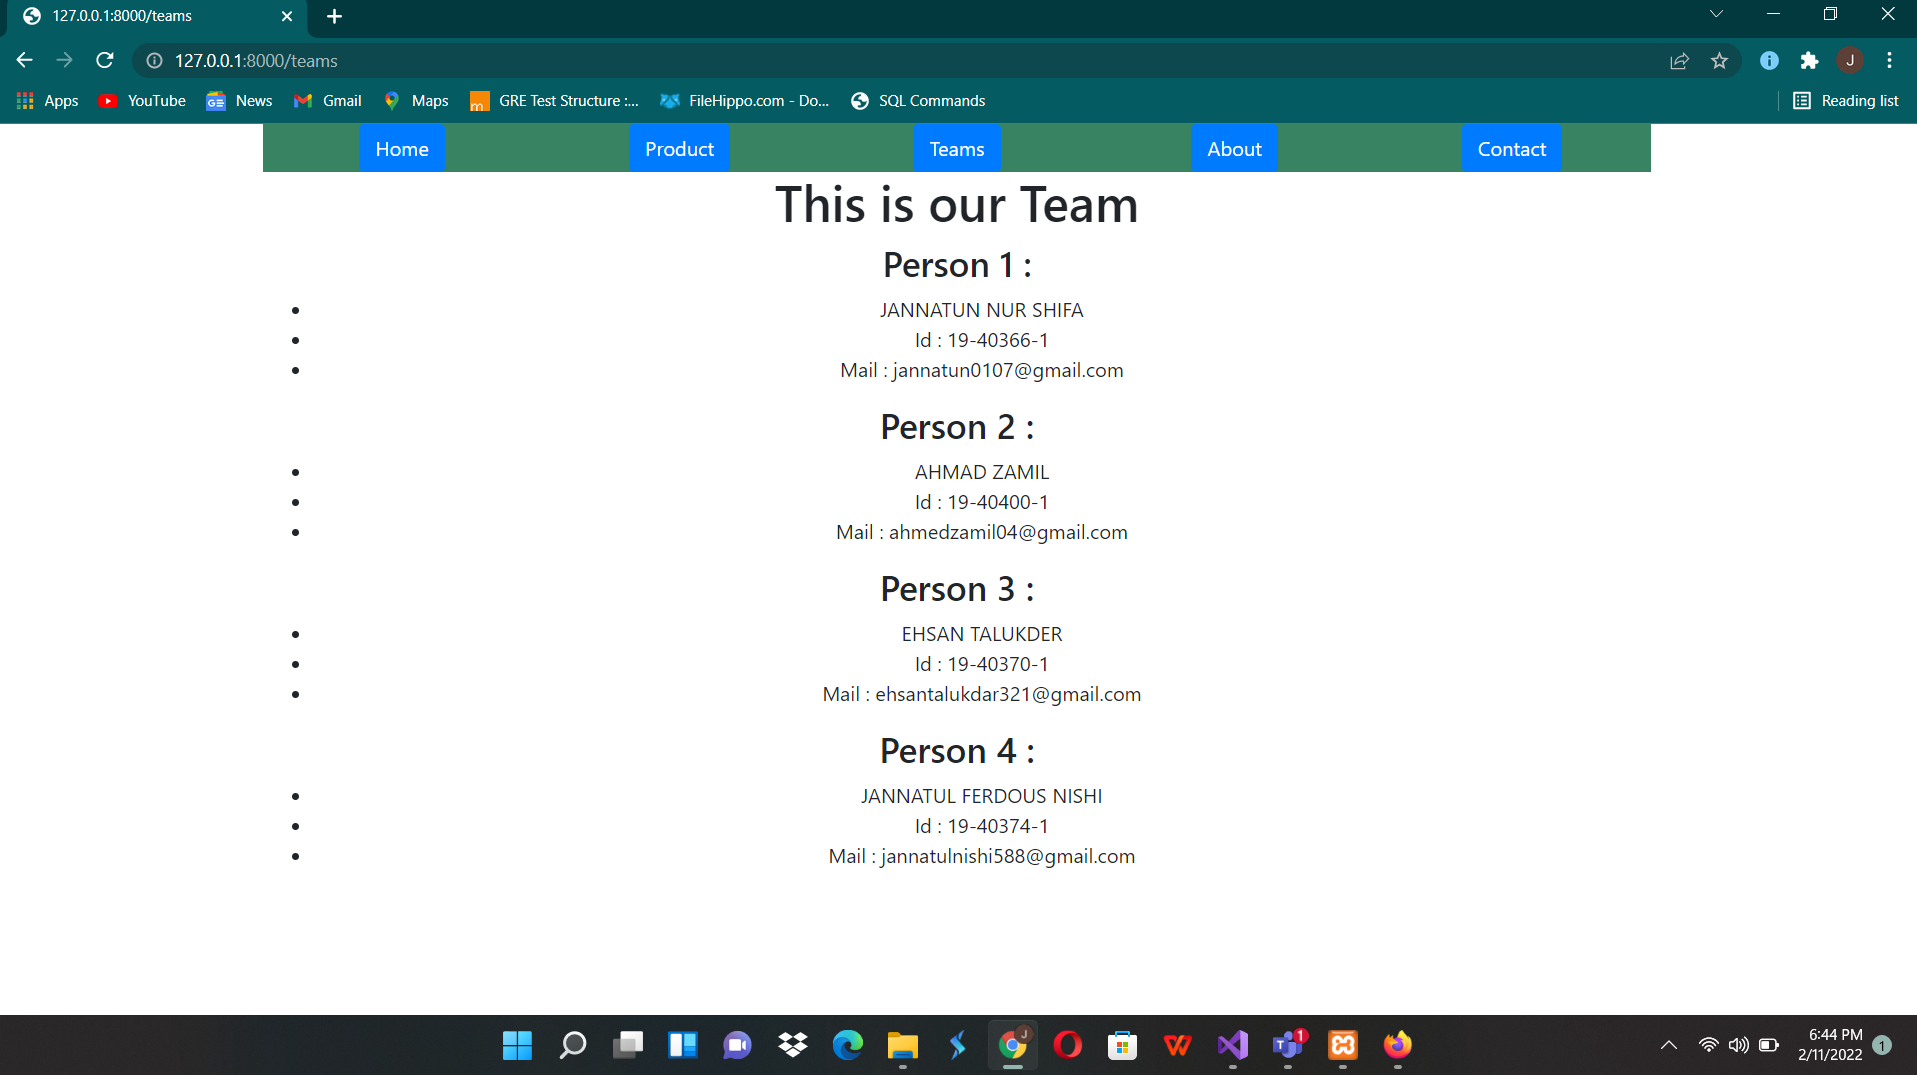 127.0.0.1:8000/teams
127.0.0.1:8000/teams
J
Apps YouTube News Gmail Maps GRE Test Structure :... FileHippo.com - Do... SQL Commands Reading list
Home Product Teams About Contact
This is our Team
Person 1 :
JANNATUN NUR SHIFA
Id : 19-40366-1
Mail : jannatun0107@gmail.com
Person 2 :
AHMAD ZAMIL
Id : 19-40400-1
Mail : ahmedzamil04@gmail.com
Person 3 :
EHSAN TALUKDER
Id : 19-40370-1
Mail : ehsantalukdar321@gmail.com
Person 4 :
JANNATUL FERDOUS NISHI
Id : 19-40374-1
Mail : jannatulnishi588@gmail.com
6:44 PM
2/11/2022
1